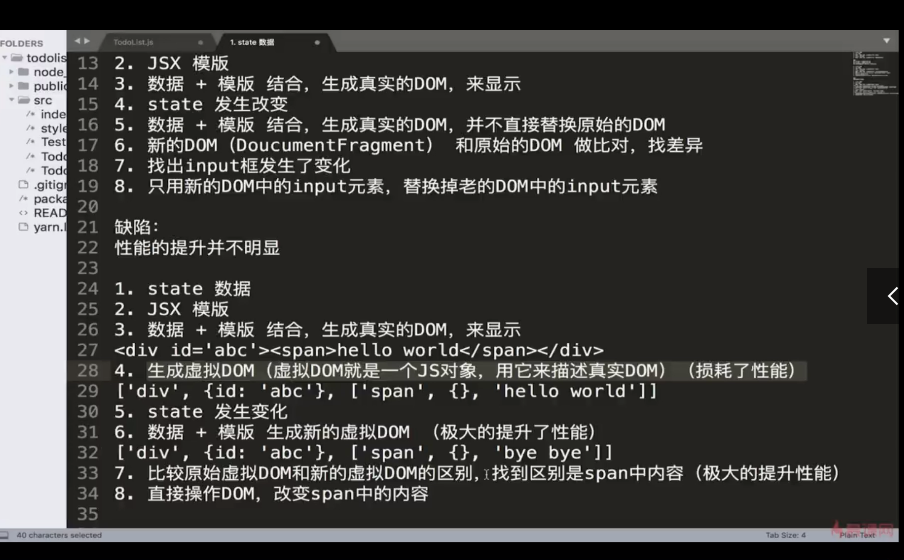 FOLDERS
todolis
node_
public
src
inde
style
Test
Todo
Todo
.gitign
packa
READ
yarn.l
TodoList.js
1. state 数据
13 2. JSX 模版
14 3. 数据 + 模版 结合，生成真实的DOM，来显示
15 4. state 发生改变
16 5. 数据 + 模版 结合，生成真实的DOM，并不直接替换原始的DOM
17 6. 新的DOM（DoucumentFragment） 和原始的DOM 做比对，找差异
18 7. 找出input框发生了变化
19 8. 只用新的DOM中的input元素，替换掉老的DOM中的input元素
20
21 缺陷：
22 性能的提升并不明显
23
24 1. state 数据
25 2. JSX 模版
26 3. 数据 + 模版 结合，生成真实的DOM，来显示
27 <div id='abc'><span>hello world</span></div>
28 4. 生成虚拟DOM（虚拟DOM就是一个JS对象，用它来描述真实DOM）（损耗了性能）
29 ['div', {id: 'abc'}, ['span', {}, 'hello world']]
30 5. state 发生变化
31 6. 数据 + 模版 生成新的虚拟DOM （极大的提升了性能）
32 ['div', {id: 'abc'}, ['span', {}, 'bye bye']]
33 7. 比较原始虚拟DOM和新的虚拟DOM的区别，找到区别是span中内容（极大的提升性能）
34 8. 直接操作DOM，改变span中的内容
35
40 characters selected
Tab Size: 4
Plain Text